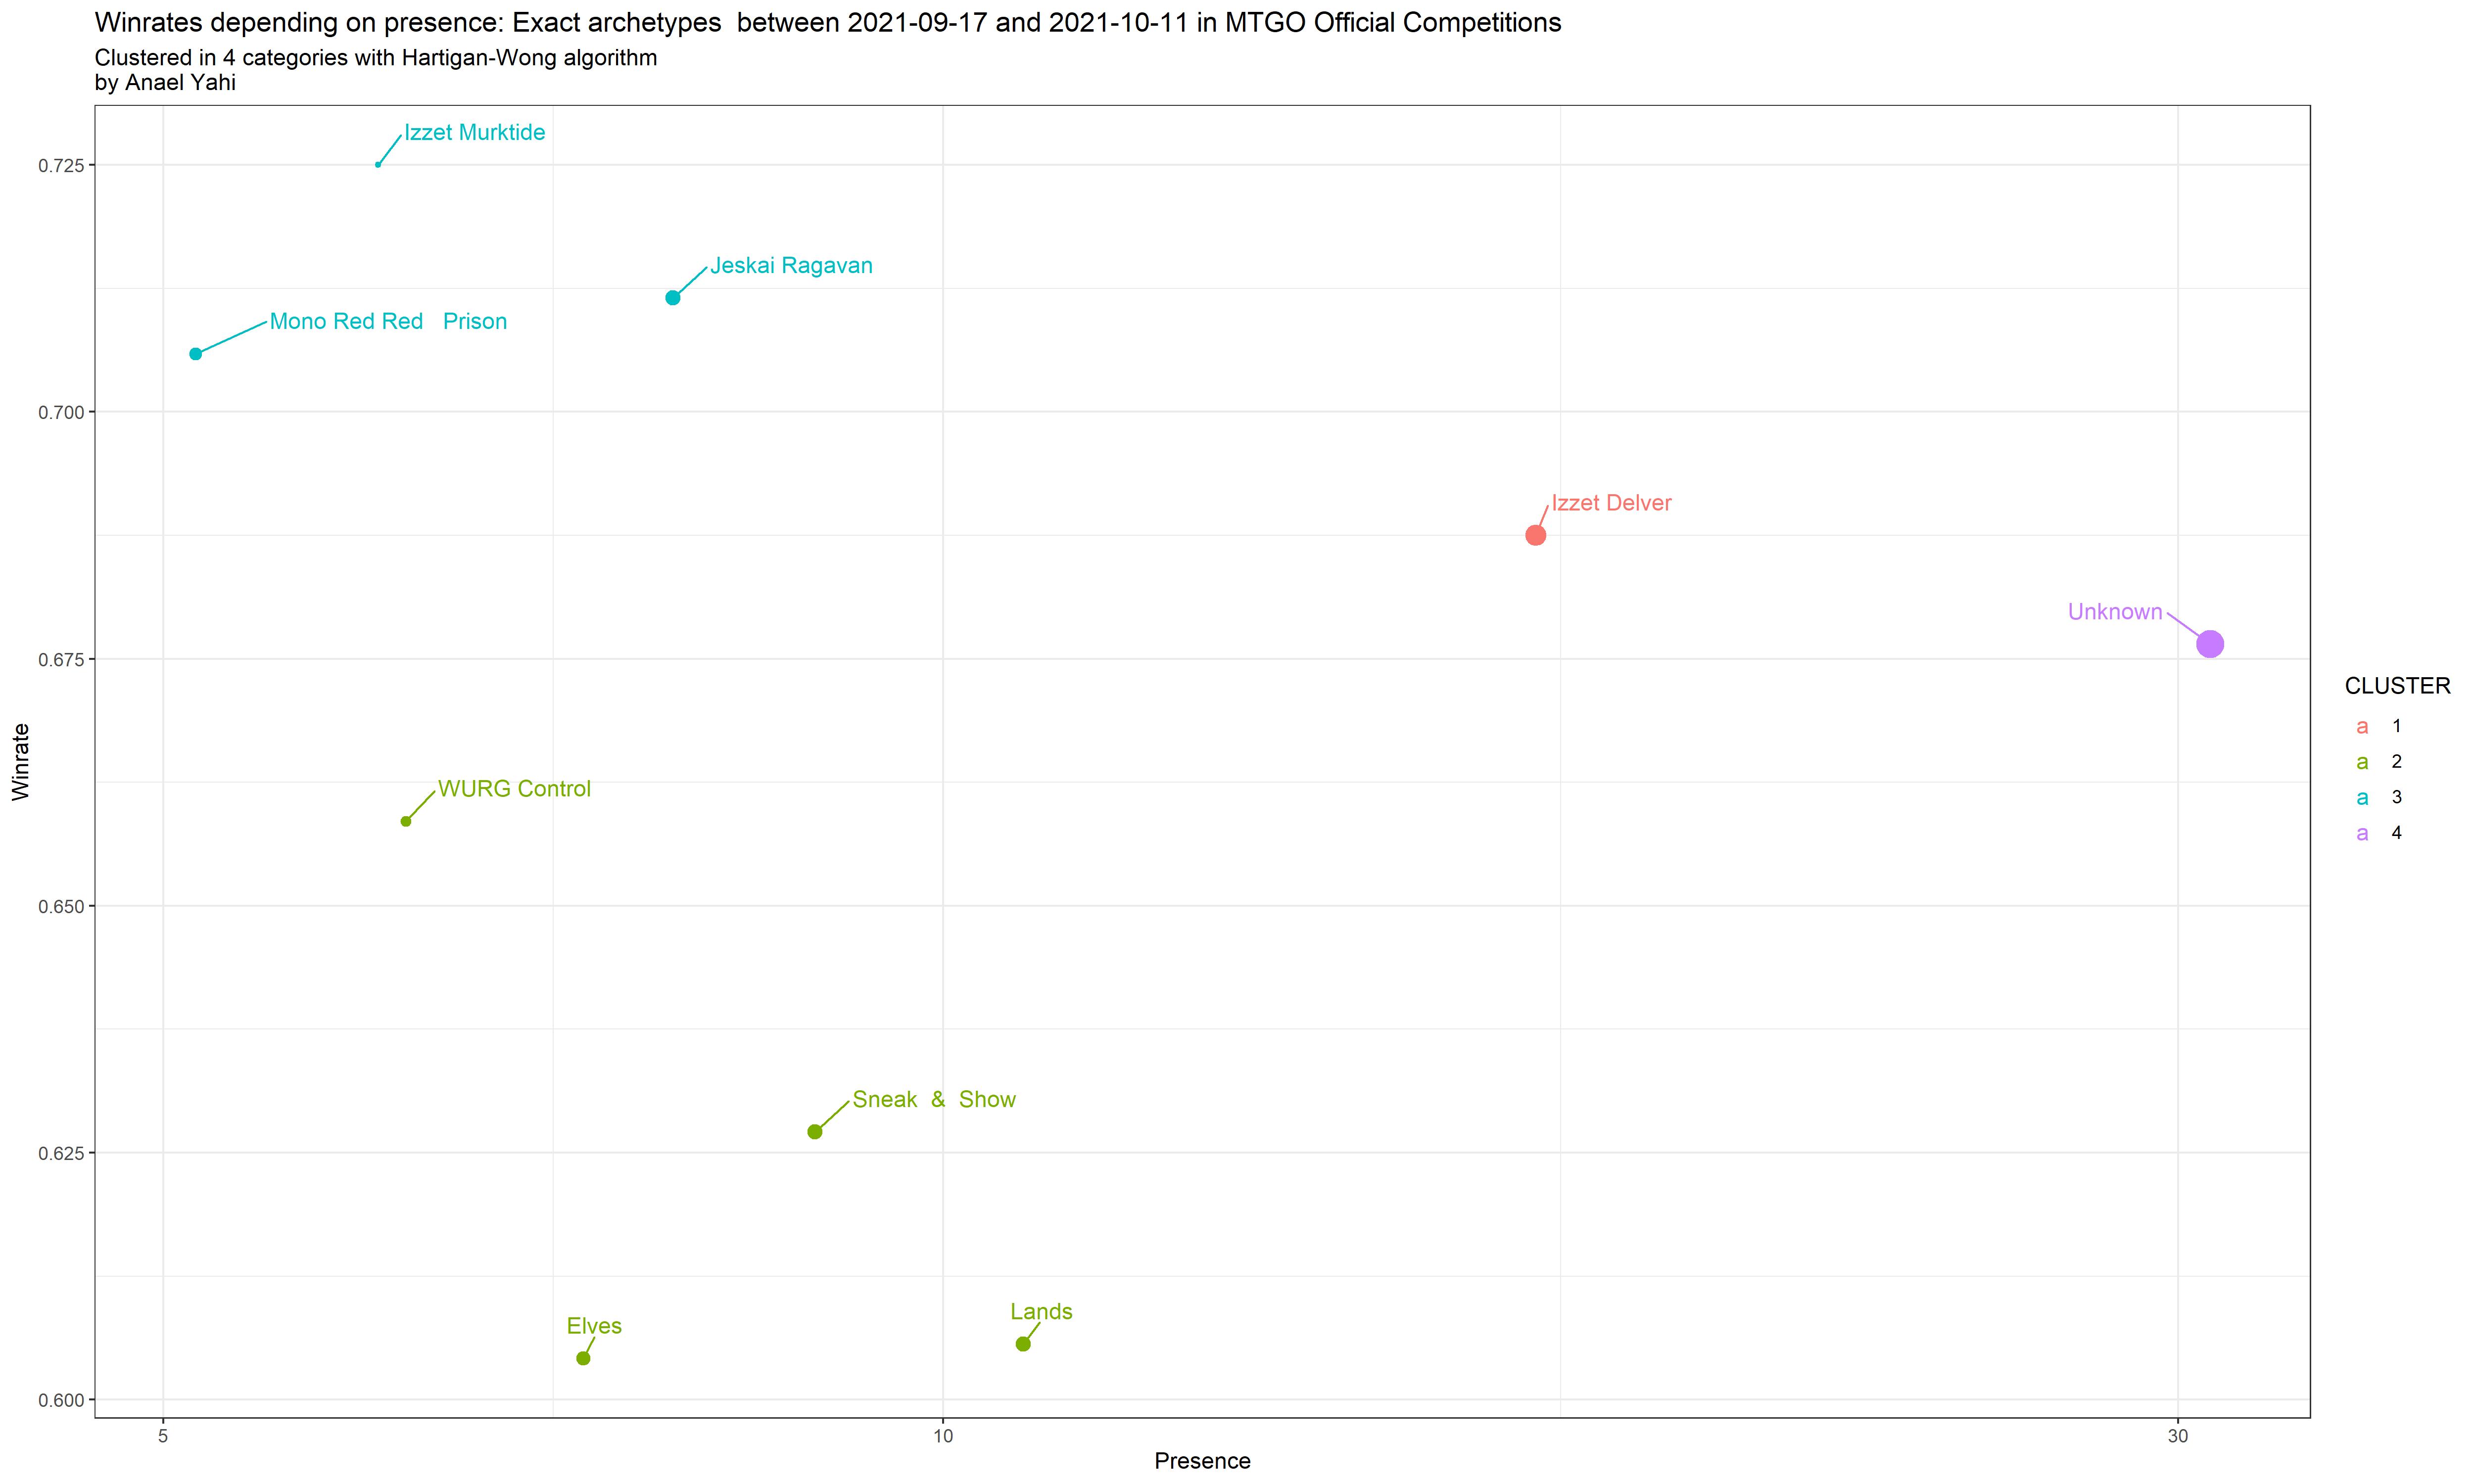 Winrates depending on presence: Exact archetypes  between 2021-09-17 and 2021-10-11 in MTGO Official Competitions
Clustered in 4 categories with Hartigan-Wong algorithm
by Anael Yahi
Izzet Murktide
0.725
Jeskai Ragavan
Mono Red Red   Prison
0.700
Izzet Delver
Unknown
0.675
CLUSTER
a 1
a 2
a 3
a 4
Winrate
WURG Control
0.650
Sneak  &  Show
0.625
Lands
Elves
0.600
5 10 30
Presence